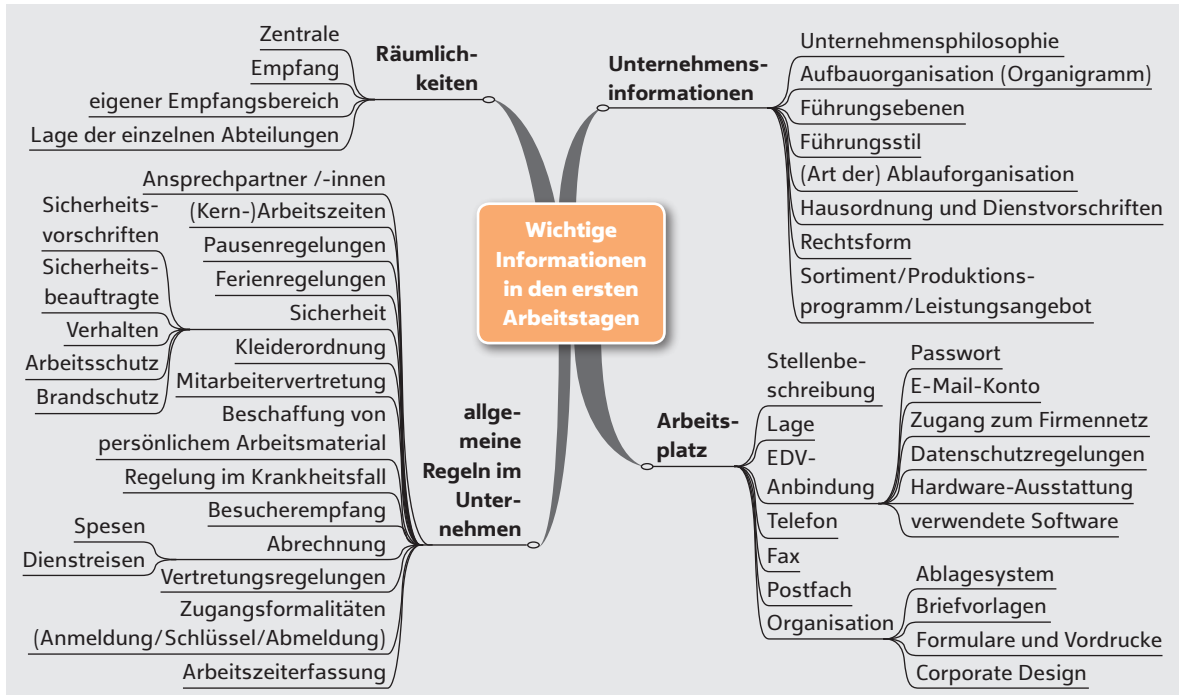 Wichtige
Informationen
in den ersten
Arbeitstagen
Räumlich-
keiten
Zentrale
Empfang
eigener Empfangsbereich
Lage der einzelnen Abteilungen
Unternehmens-
informationen
Unternehmensphilosophie
Aufbauorganisation (Organigramm)
Führungsebenen
Führungsstil
(Art der) Ablauforganisation
Hausordnung und Dienstvorschriften
Rechtsform
Sortiment/Produktions-
programm/Leistungsangebot
allge-
meine
Regeln im
Unter-
nehmen
Ansprechpartner /-innen
(Kern-)Arbeitszeiten
Pausenregelungen
Ferienregelungen
Sicherheit
Sicherheits-
vorschriften
Sicherheits-
beauftragte
Verhalten
Arbeitsschutz
Brandschutz
Kleiderordnung
Mitarbeitervertretung
Beschaffung von
persönlichem Arbeitsmaterial
Regelung im Krankheitsfall
Besucherempfang
Abrechnung
Spesen
Dienstreisen
Vertretungsregelungen
Zugangsformalitäten
(Anmeldung/Schlüssel/Abmeldung)
Arbeitszeiterfassung
Arbeits-
platz
Stellenbe-
schreibung
Lage
EDV-
Anbindung
Passwort
E-Mail-Konto
Zugang zum Firmennetz
Datenschutzregelungen
Hardware-Ausstattung
verwendete Software
Telefon
Fax
Postfach
Organisation
Ablagesystem
Briefvorlagen
Formulare und Vordrucke
Corporate Design